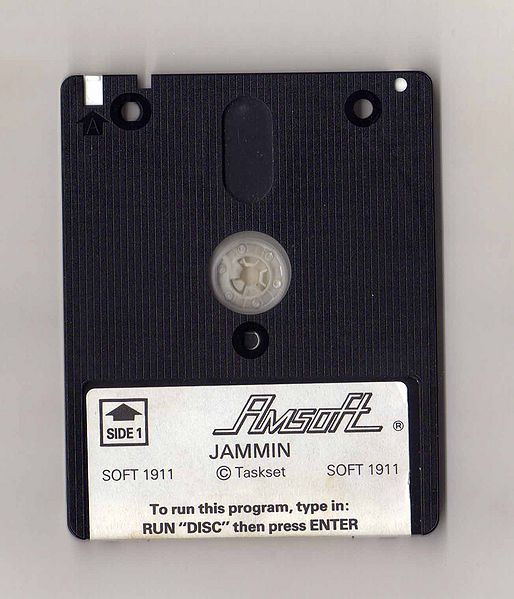 A
SIDE 1
Amsoft ®
JAMMIN
SOFT 1911 © Taskset SOFT 1911
To run this program, type in:
RUN "DISC" then press ENTER